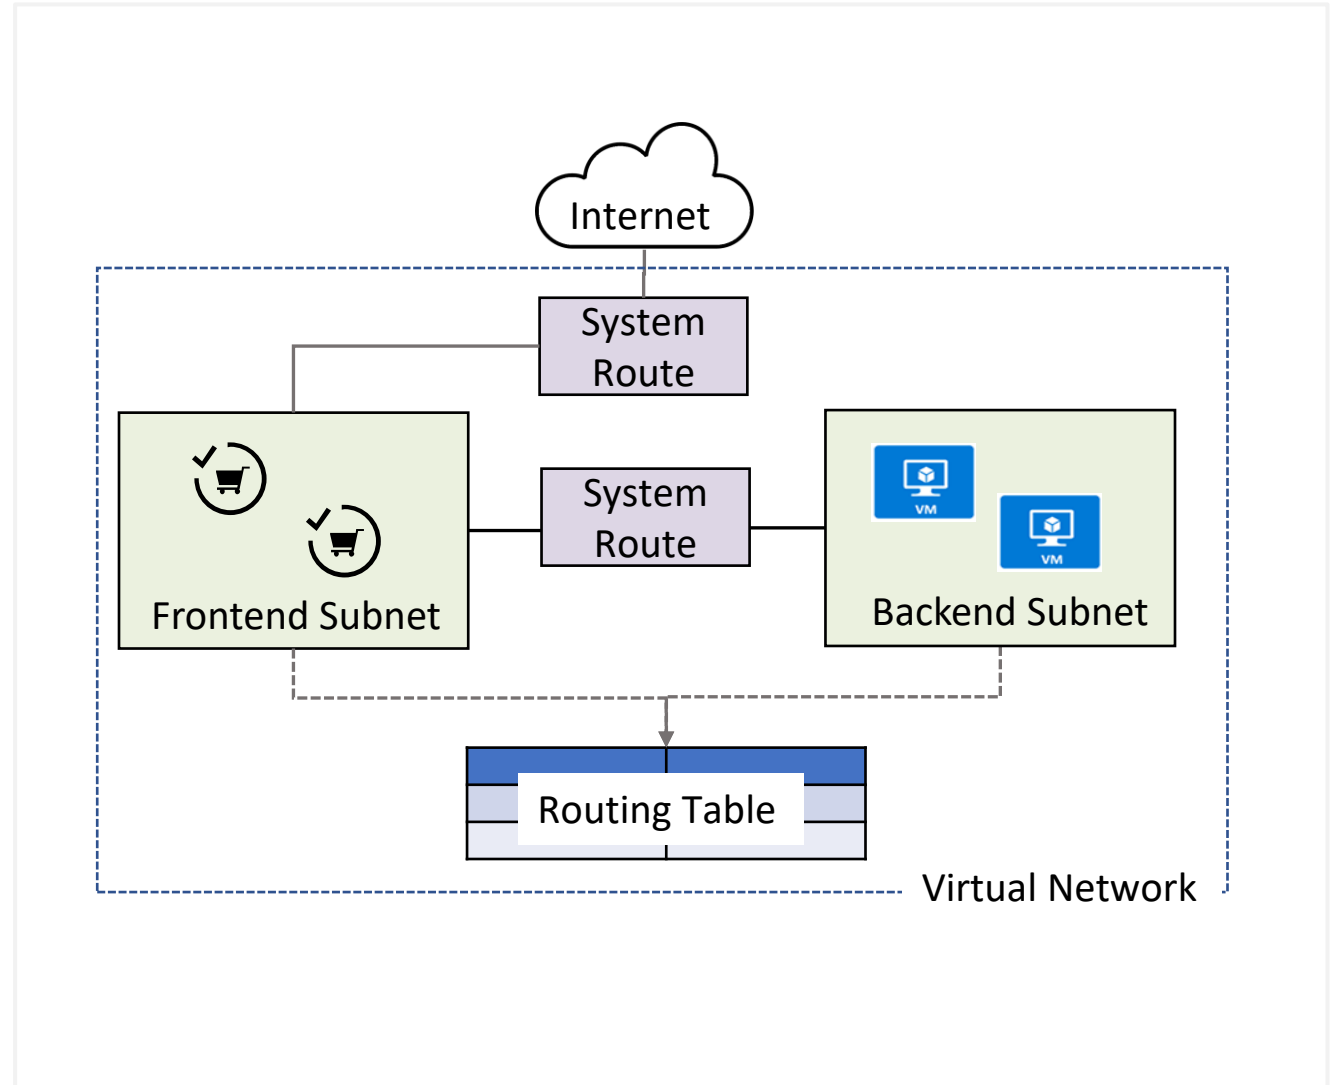 Internet
System
Route
System
Route
VM
VM
Frontend Subnet
Backend Subnet
Routing Table
Virtual Network